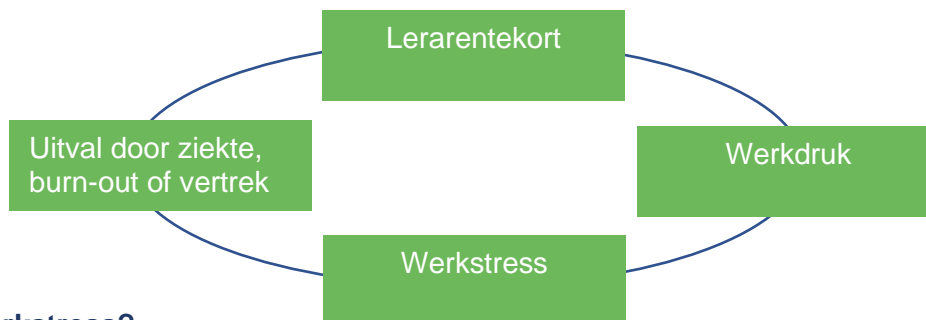 Lerarentekort
Uitval door ziekte,
burn-out of vertrek
Werkdruk
Werkstress